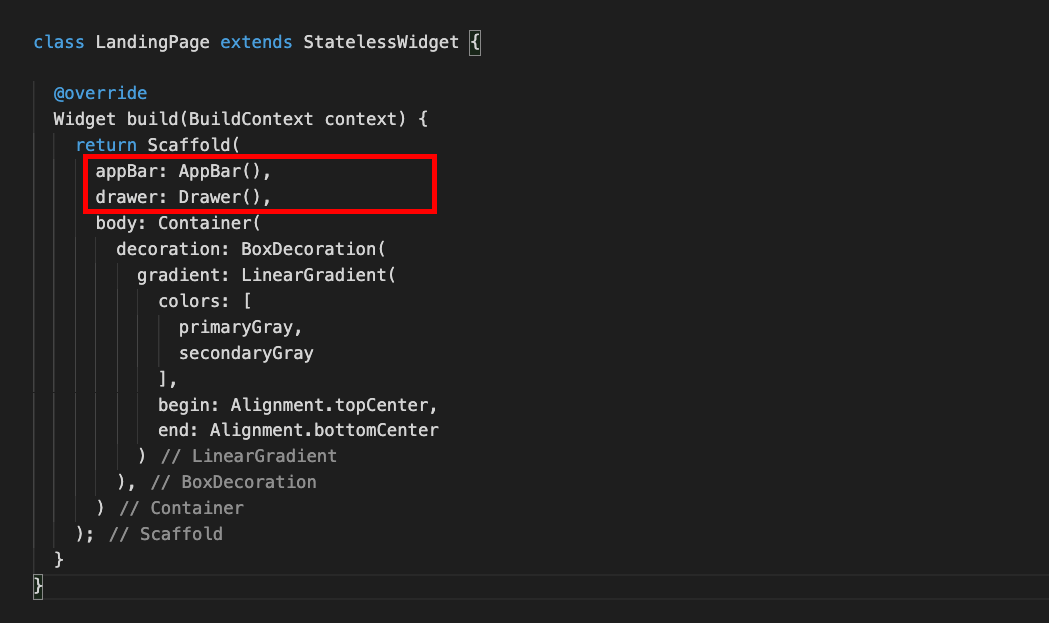 class LandingPage extends StatelessWidget {
@override
Widget build(BuildContext context) {
return Scaffold(
appBar: AppBar(),
drawer: Drawer(),
body: Container(
decoration: BoxDecoration(
gradient: LinearGradient(
colors: [
primaryGray,
secondaryGray
],
begin: Alignment.topCenter,
end: Alignment.bottomCenter
) // LinearGradient
), // BoxDecoration
) // Container
); // Scaffold
}
}